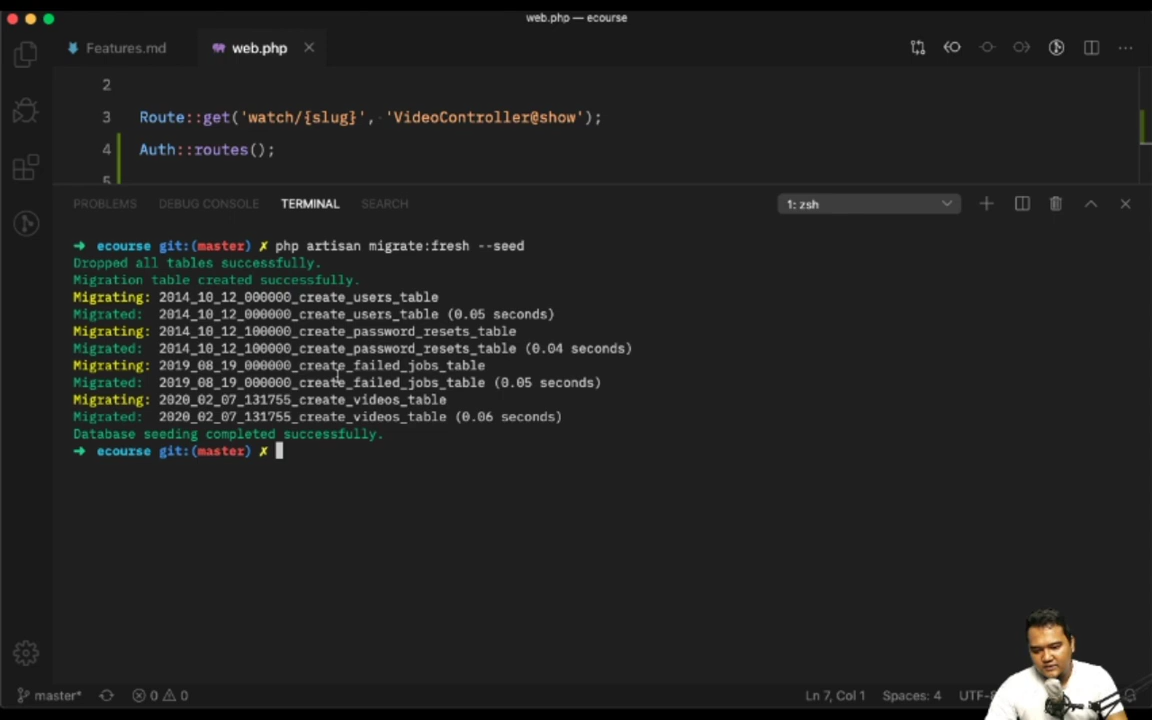 web.php — ecourse
Features.md
web.php
2
3 Route::get('watch/{slug}', 'VideoController@show');
4 Auth::routes();
5
PROBLEMS DEBUG CONSOLE TERMINAL SEARCH 1: zsh
➜ ecourse git:(master) ✗ php artisan migrate:fresh --seed
Dropped all tables successfully.
Migration table created successfully.
Migrating: 2014_10_12_000000_create_users_table
Migrated: 2014_10_12_000000_create_users_table (0.05 seconds)
Migrating: 2014_10_12_100000_create_password_resets_table
Migrated: 2014_10_12_100000_create_password_resets_table (0.04 seconds)
Migrating: 2019_08_19_000000_create_failed_jobs_table
Migrated: 2019_08_19_000000_create_failed_jobs_table (0.05 seconds)
Migrating: 2020_02_07_131755_create_videos_table
Migrated: 2020_02_07_131755_create_videos_table (0.06 seconds)
Database seeding completed successfully.
➜ ecourse git:(master) ✗
master* 0 0 Ln 7, Col 1 Spaces: 4 UTF-